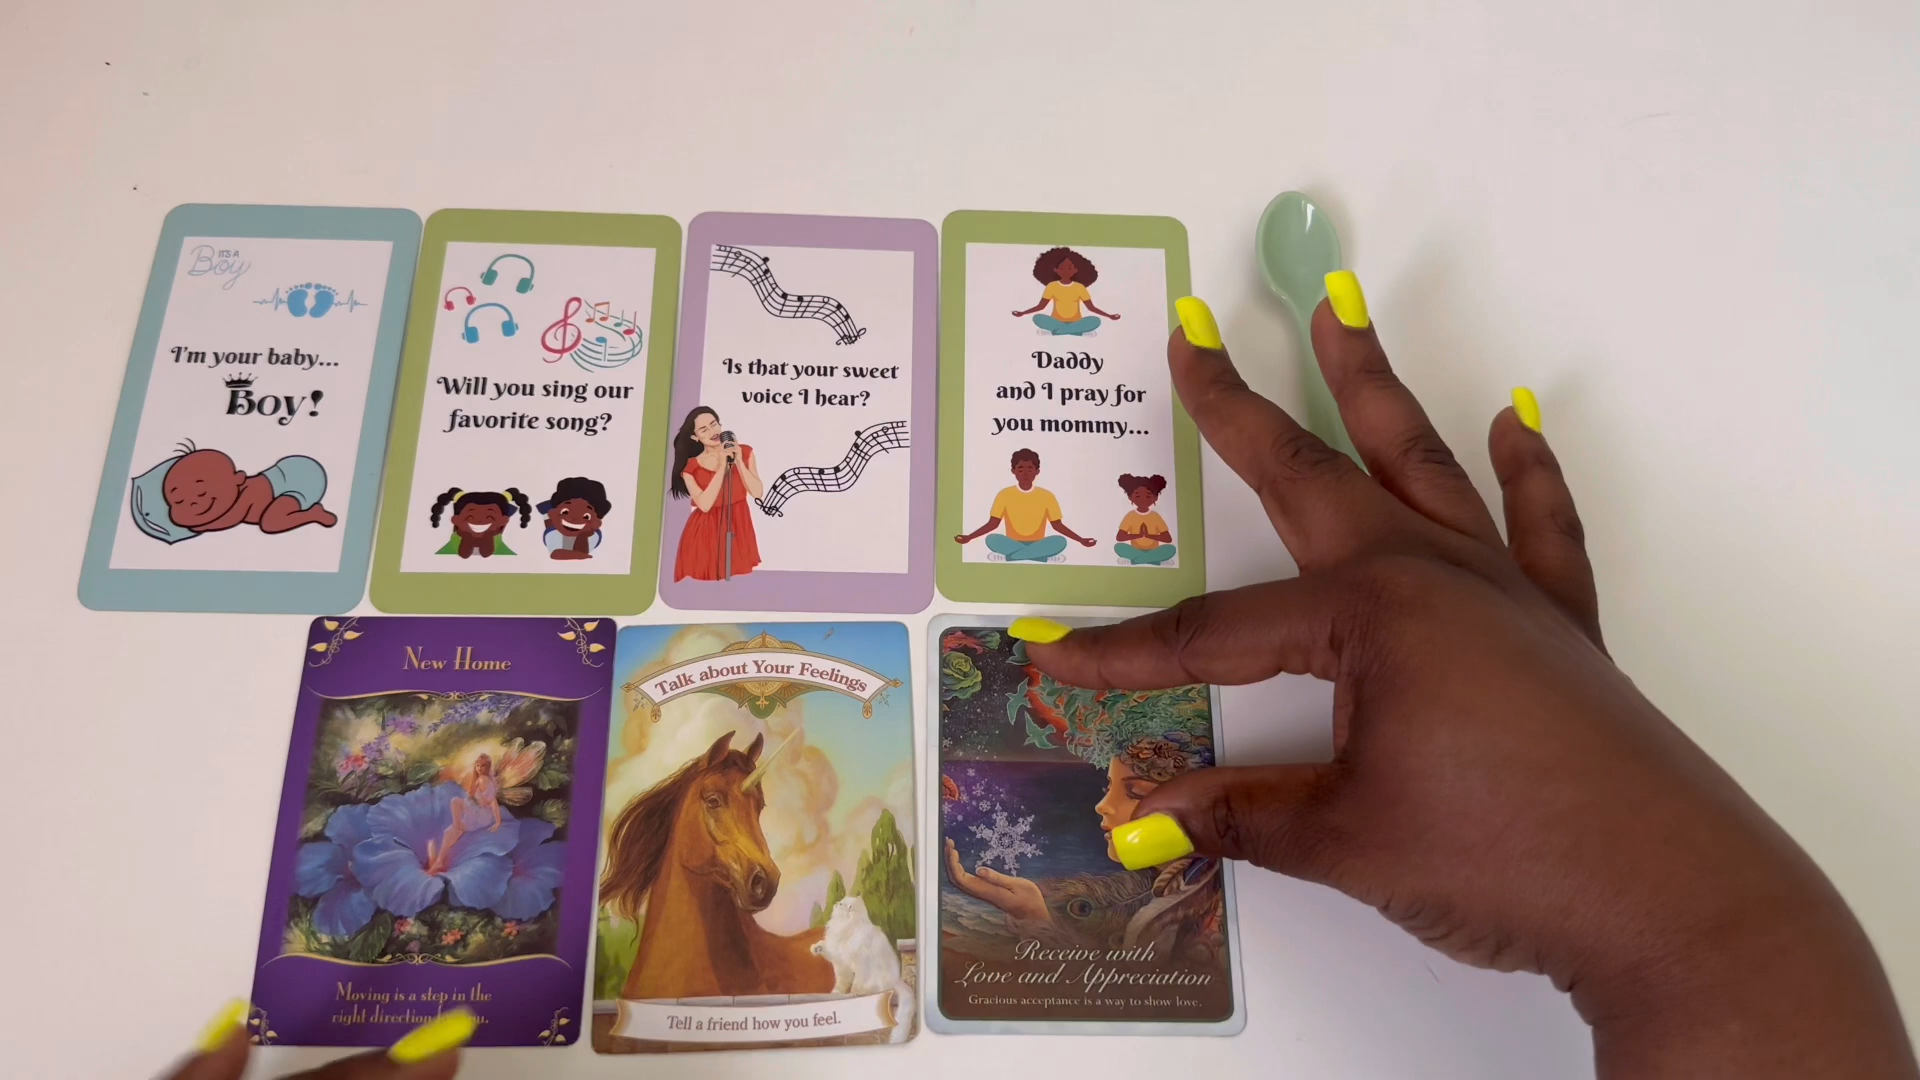 IT'S A
Boy
I'm your baby...
Boy!
Will you sing our
favorite song?
Is that your sweet
voice I hear?
Daddy
and I pray for
you mommy...
New Home
Moving is a step in the
right direction you.
Talk about Your Feelings
Tell a friend how you feel.
Receive with
Love and Appreciation
Gracious acceptance is a way to show love.